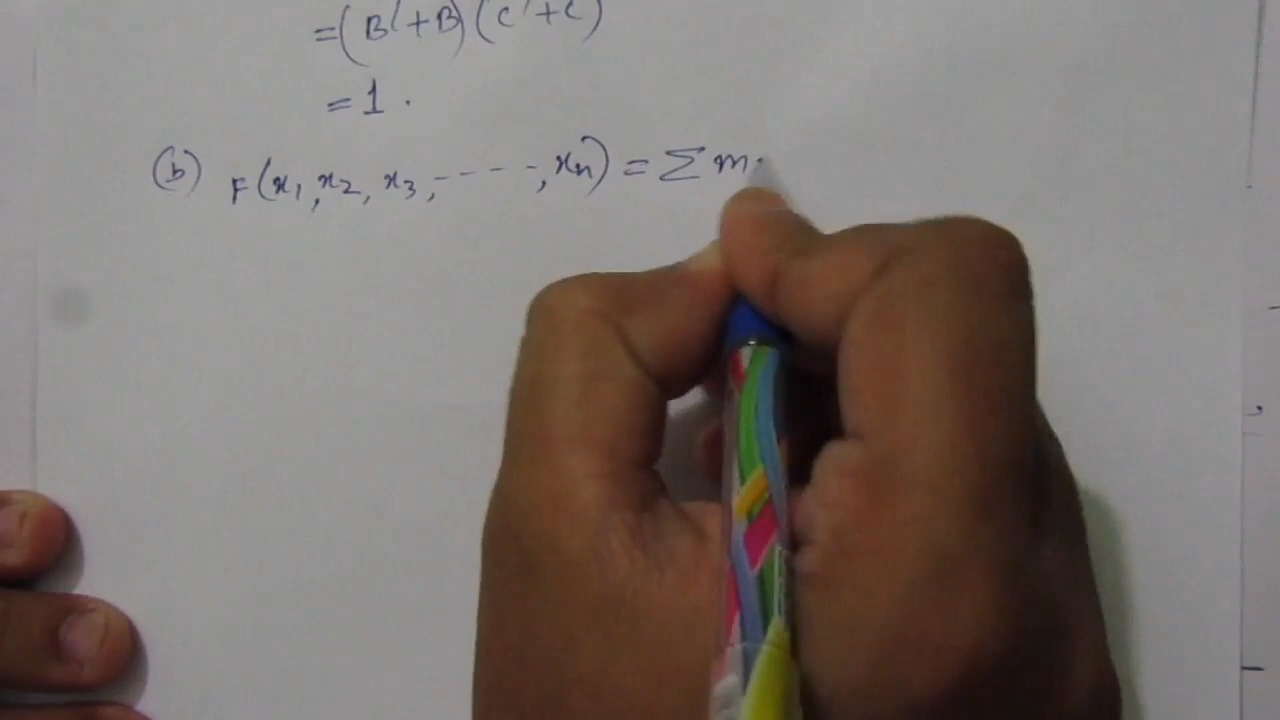 =(B'+B)(C'+C)
=1.
(b) F(x1,x2,x3,-----,xn) = Σm